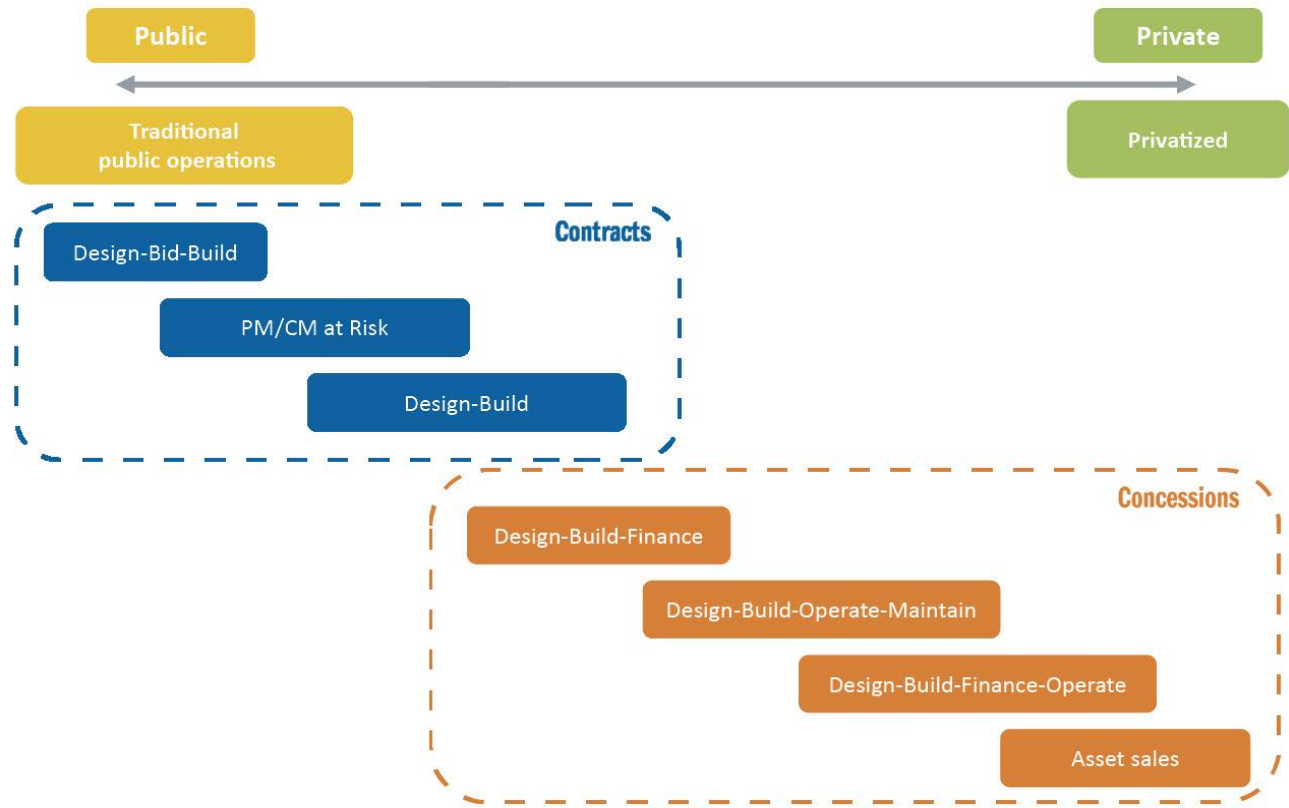 Public
Private
Traditional
public operations
Privatized
Contracts
Design-Bid-Build
PM/CM at Risk
Design-Build
Concessions
Design-Build-Finance
Design-Build-Operate-Maintain
Design-Build-Finance-Operate
Asset sales